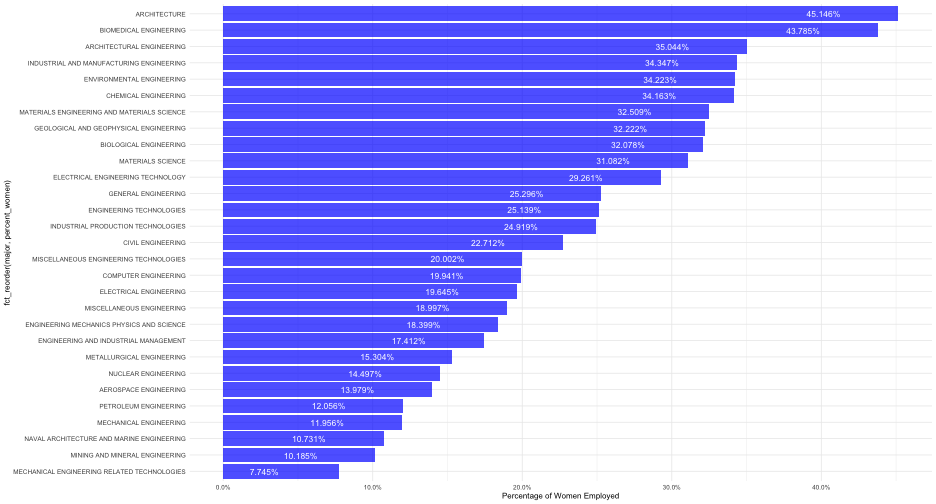 ARCHITECTURE 45.146%
BIOMEDICAL ENGINEERING 43.785%
ARCHITECTURAL ENGINEERING 35.044%
INDUSTRIAL AND MANUFACTURING ENGINEERING 34.347%
ENVIRONMENTAL ENGINEERING 34.223%
CHEMICAL ENGINEERING 34.163%
MATERIALS ENGINEERING AND MATERIALS SCIENCE 32.509%
GEOLOGICAL AND GEOPHYSICAL ENGINEERING 32.222%
BIOLOGICAL ENGINEERING 32.078%
MATERIALS SCIENCE 31.082%
ELECTRICAL ENGINEERING TECHNOLOGY 29.261%
GENERAL ENGINEERING 25.296%
ENGINEERING TECHNOLOGIES 25.139%
INDUSTRIAL PRODUCTION TECHNOLOGIES 24.919%
CIVIL ENGINEERING 22.712%
MISCELLANEOUS ENGINEERING TECHNOLOGIES 20.002%
COMPUTER ENGINEERING 19.941%
ELECTRICAL ENGINEERING 19.645%
MISCELLANEOUS ENGINEERING 18.997%
ENGINEERING MECHANICS PHYSICS AND SCIENCE 18.399%
ENGINEERING AND INDUSTRIAL MANAGEMENT 17.412%
METALLURGICAL ENGINEERING 15.304%
NUCLEAR ENGINEERING 14.497%
AEROSPACE ENGINEERING 13.979%
PETROLEUM ENGINEERING 12.056%
MECHANICAL ENGINEERING 11.956%
NAVAL ARCHITECTURE AND MARINE ENGINEERING 10.731%
MINING AND MINERAL ENGINEERING 10.185%
MECHANICAL ENGINEERING RELATED TECHNOLOGIES 7.745%
fct_reorder(major, percent_women)
0.0% 10.0% 20.0% 30.0% 40.0%
Percentage of Women Employed